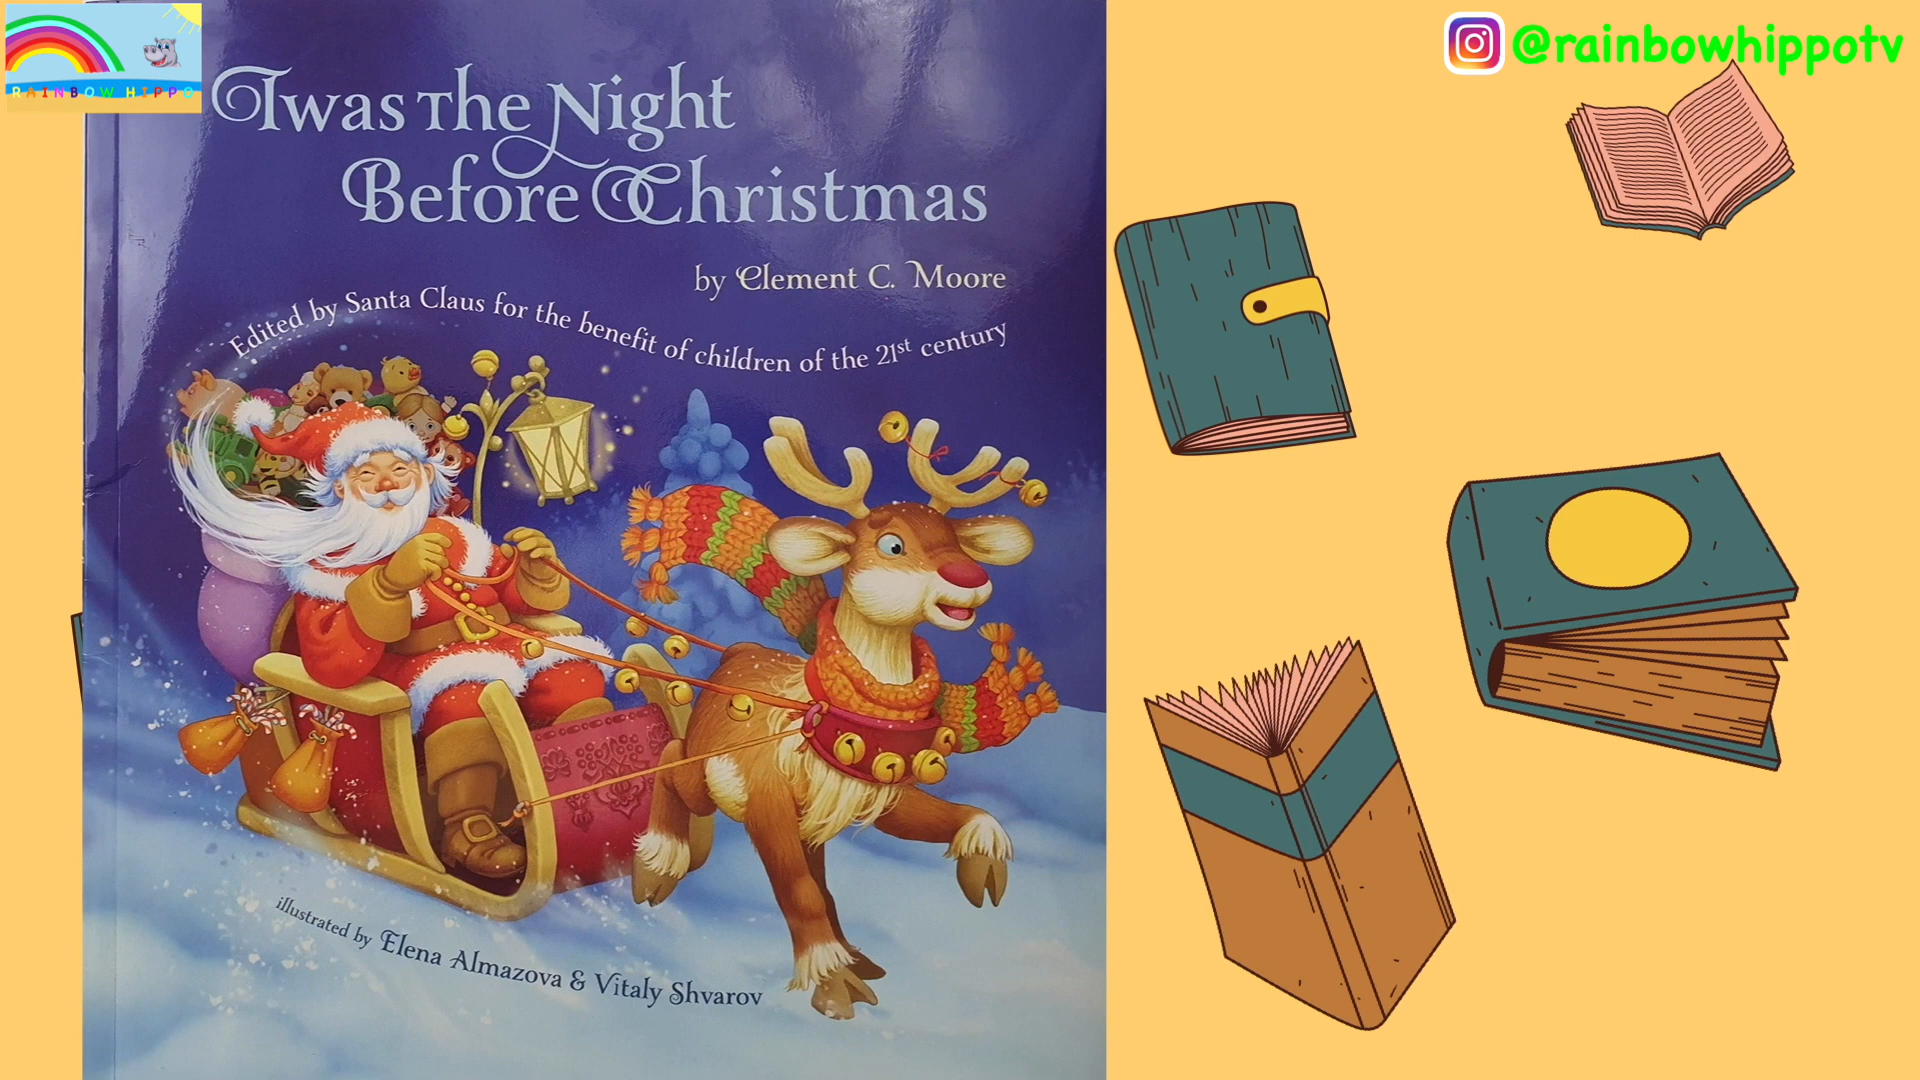 RAINBOW HIPPO
@rainbowhippotv
'Twas The Night
Before Christmas
by Clement C. Moore
Edited by Santa Claus for the benefit of children of the 21st century
illustrated by Elena Almazova & Vitaly Shvarov